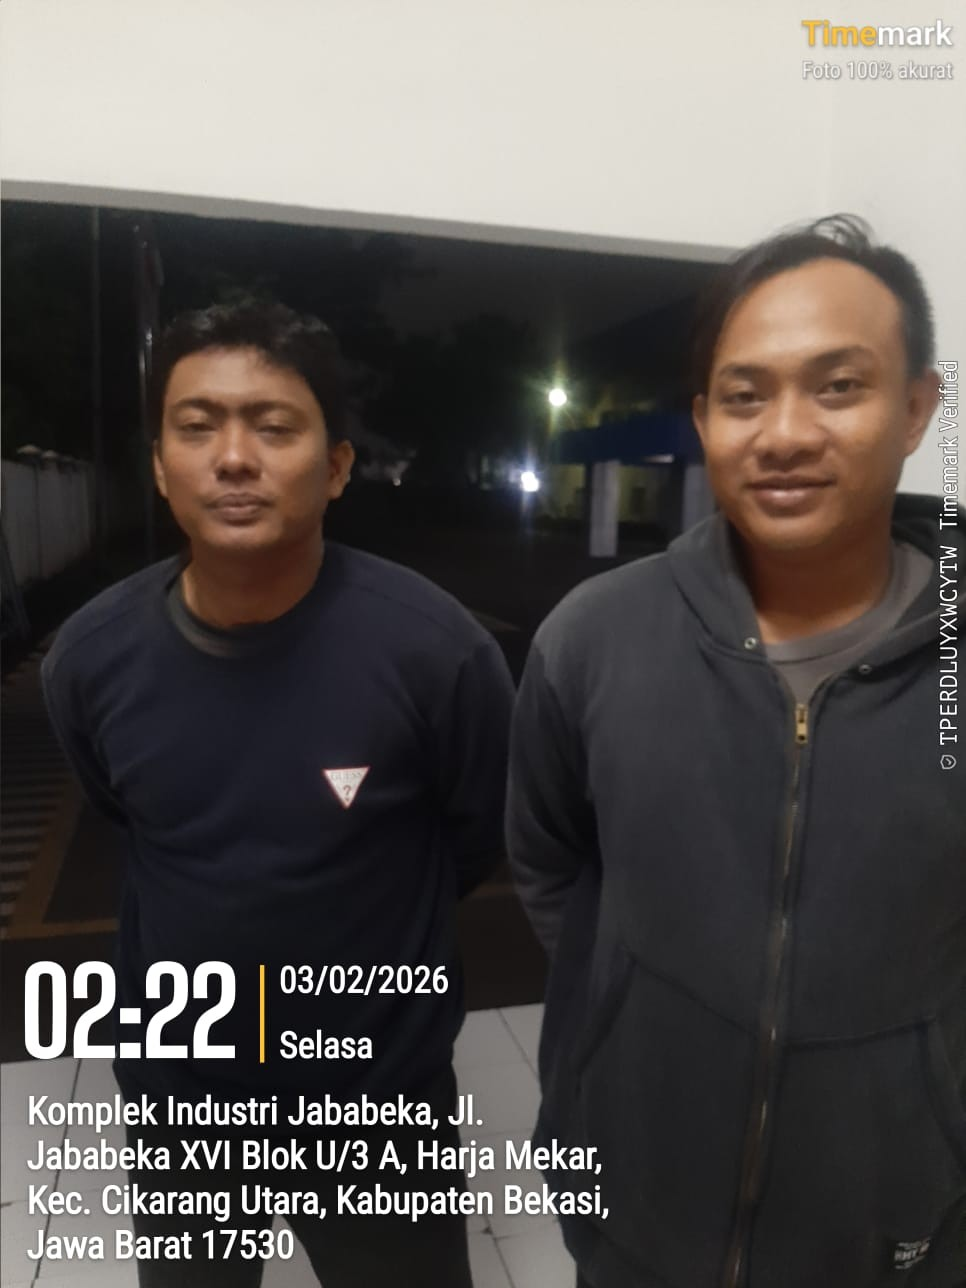 Timemark
Foto 100% akurat
TPERDLUYXWCYTW Timemark Verified
GUESS
?
02:22
03/02/2026
Selasa
Komplek Industri Jababeka, Jl.
Jababeka XVI Blok U/3 A, Harja Mekar,
Kec. Cikarang Utara, Kabupaten Bekasi,
Jawa Barat 17530